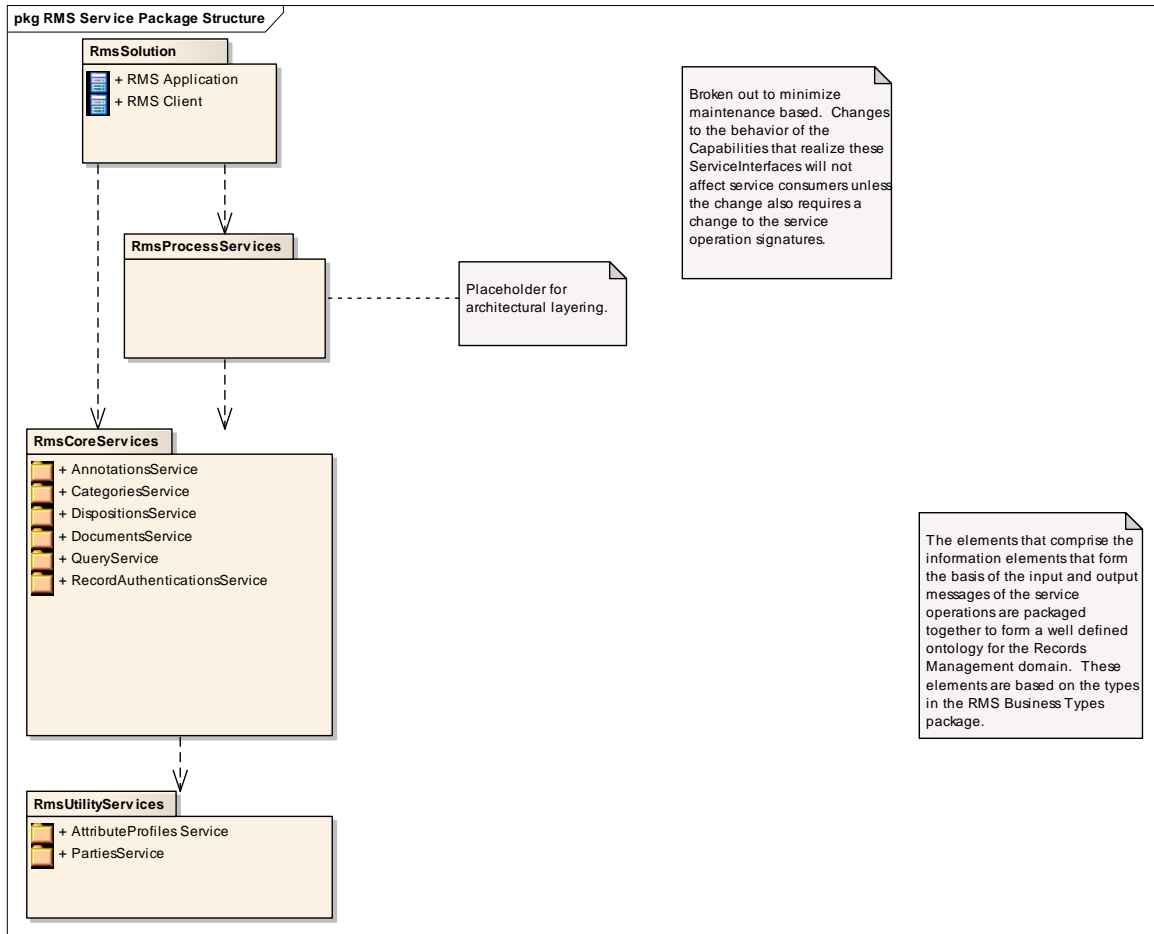 pkg RMS Service Package Structure
RmsSolution
+ RMS Application
+ RMS Client
Broken out to minimize
maintenance based. Changes
to the behavior of the
Capabilities that realize these
ServiceInterfaces will not
affect service consumers unless
the change also requires a
change to the service
operation signatures.
RmsProcessServices
Placeholder for
architectural layering.
RmsCoreServices
+ AnnotationsService
+ CategoriesService
+ DispositionsService
+ DocumentsService
+ QueryService
+ RecordAuthenticationsService
The elements that comprise the
information elements that form
the basis of the input and output
messages of the service
operations are packaged
together to form a well defined
ontology for the Records
Management domain. These
elements are based on the types
in the RMS Business Types
package.
RmsUtilityServices
+ AttributeProfiles Service
+ PartiesService